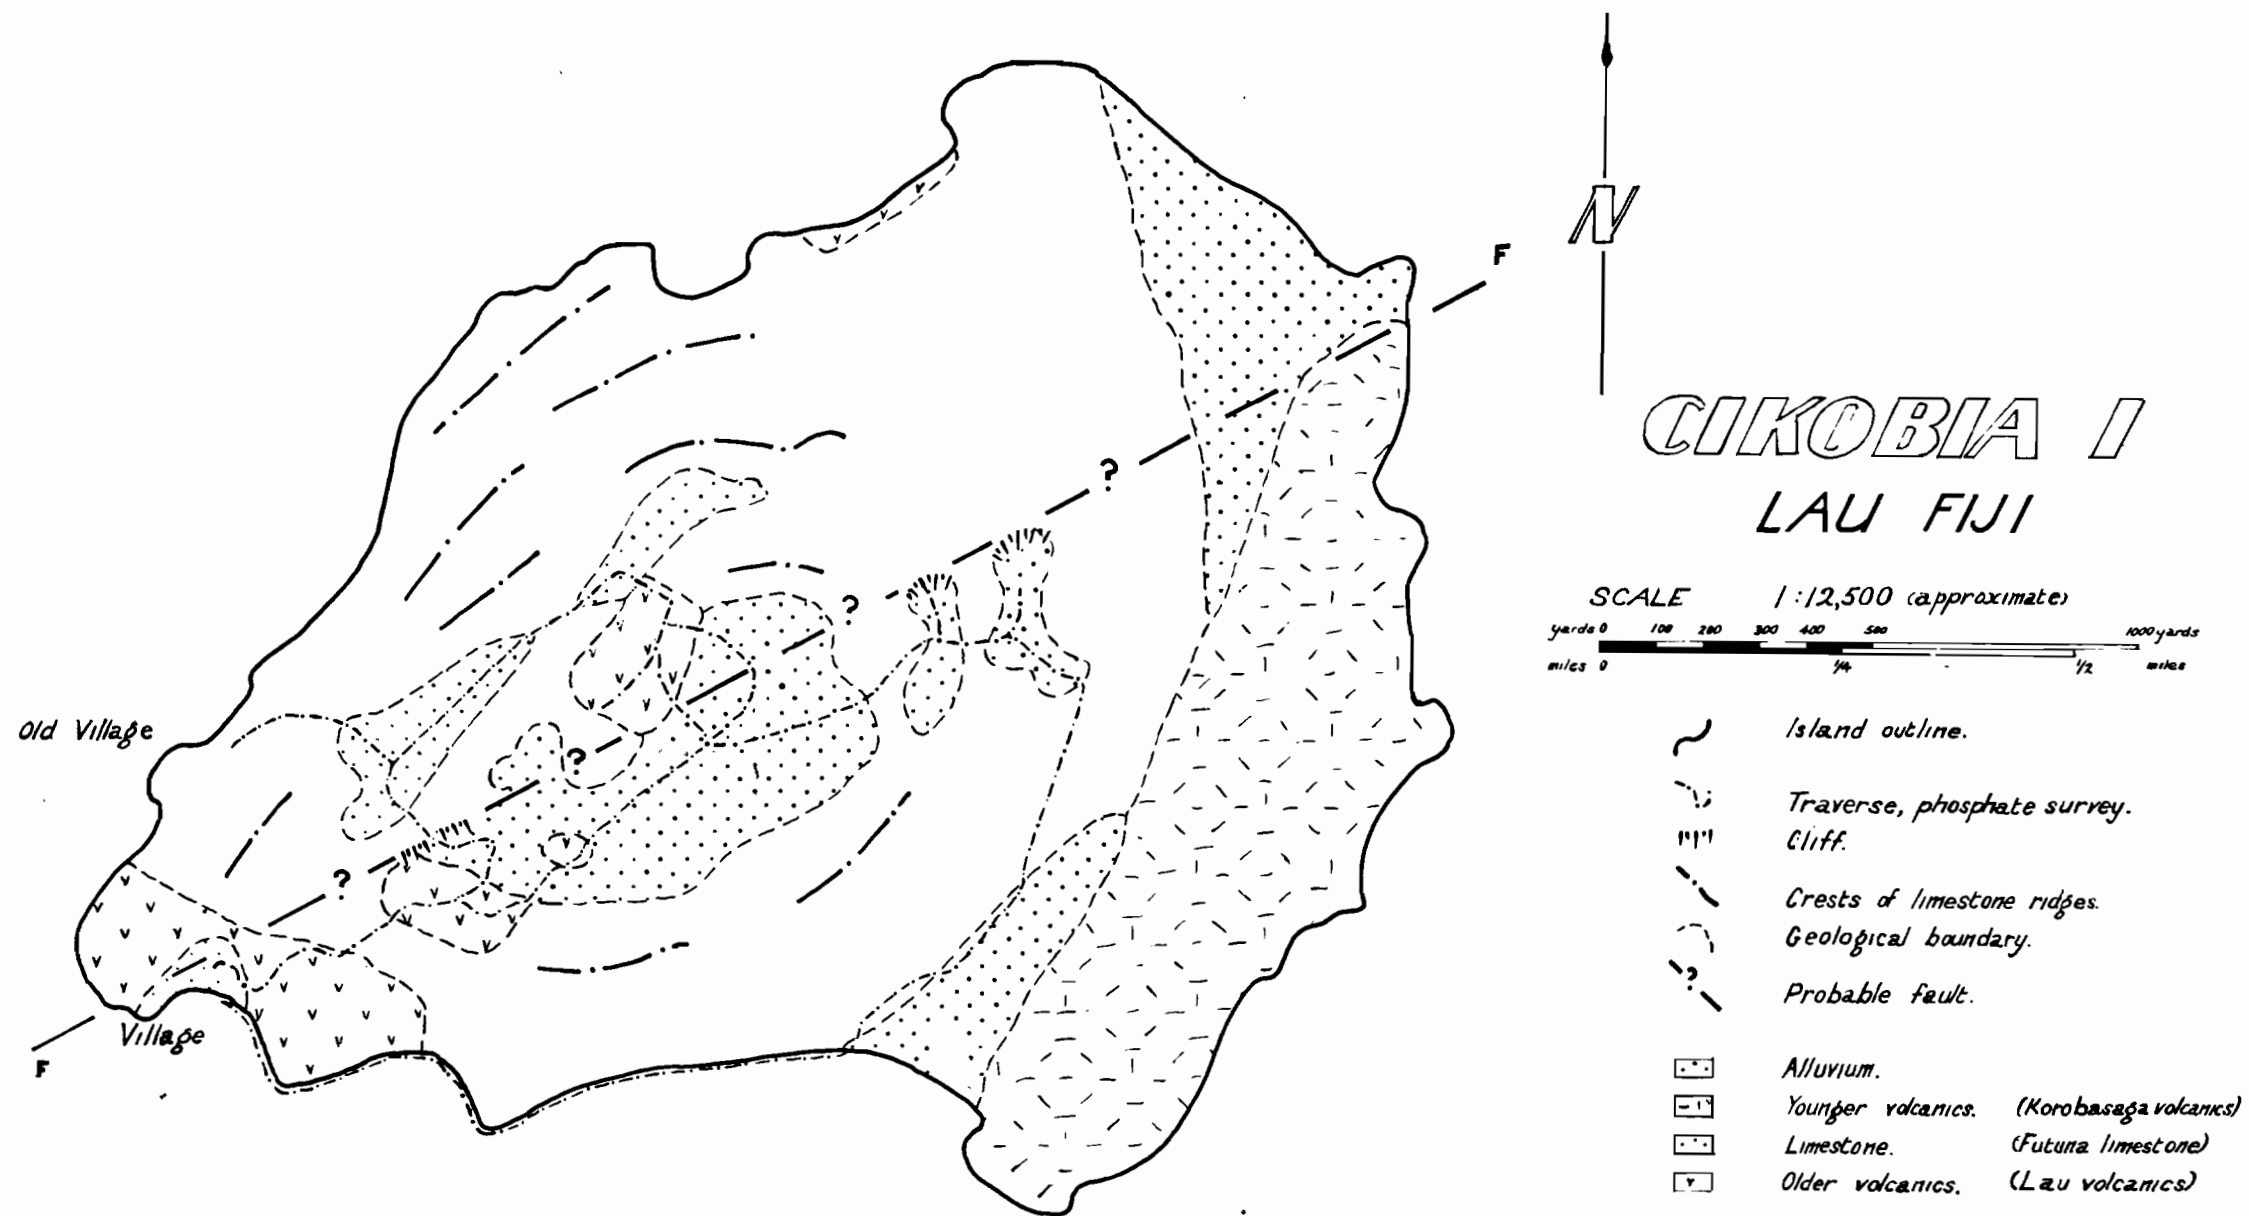 N
CIKOBIA I
LAU FIJI
SCALE 1:12,500 (approximate)
yards 0 100 200 300 400 500 1000 yards
miles 0 1/4 1/2 miles
Island outline.
Traverse, phosphate survey.
Cliff.
Crests of limestone ridges.
Geological boundary.
?
Probable fault.
Alluvium.
Younger volcanics. (Korobasaga volcanics)
Limestone. (Futuna limestone)
Older volcanics. (Lau volcanics)
F
?
?
?
Old Village
?
Village
F